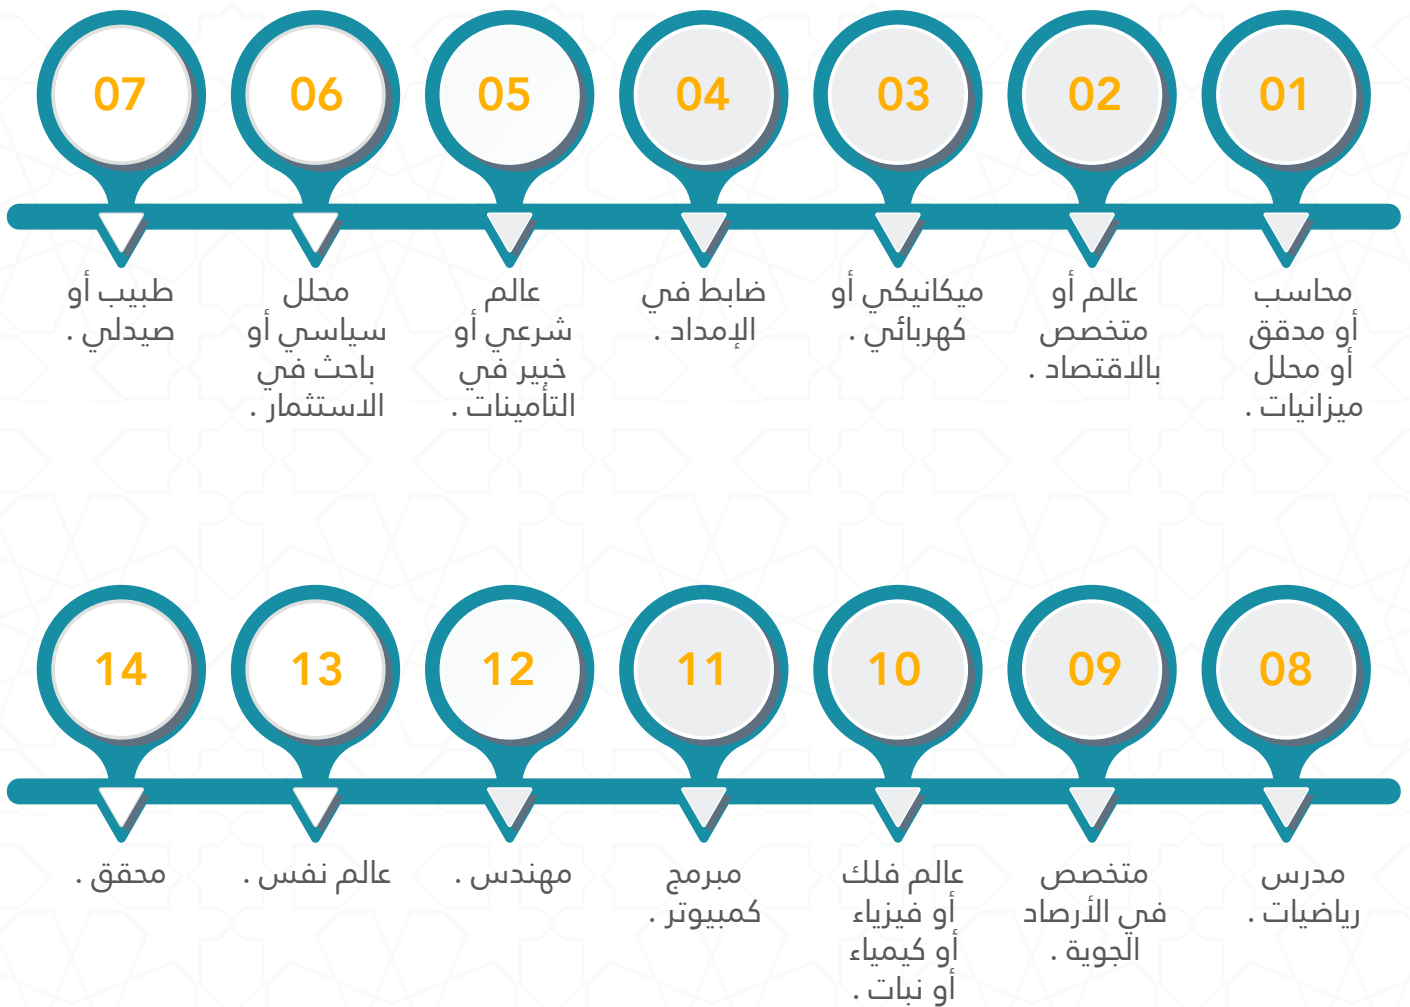 01
محاسب
أو مدقق
أو محلل
ميزانيات .
02
عالم أو
متخصص
بالاقتصاد .
03
ميكانيكي أو
كهربائي .
04
ضابط في
الإمداد .
05
عالم
شرعي أو
خبير في
التأمينات .
06
محلل
سياسي أو
باحث في
الاستثمار .
07
طبيب أو
صيدلي .
08
مدرس
رياضيات .
09
متخصص
في الأرصاد
الجوية .
10
عالم فلك
أو فيزياء
أو كيمياء
أو نبات .
11
مبرمج
كمبيوتر .
12
مهندس .
13
عالم نفس .
14
محقق .